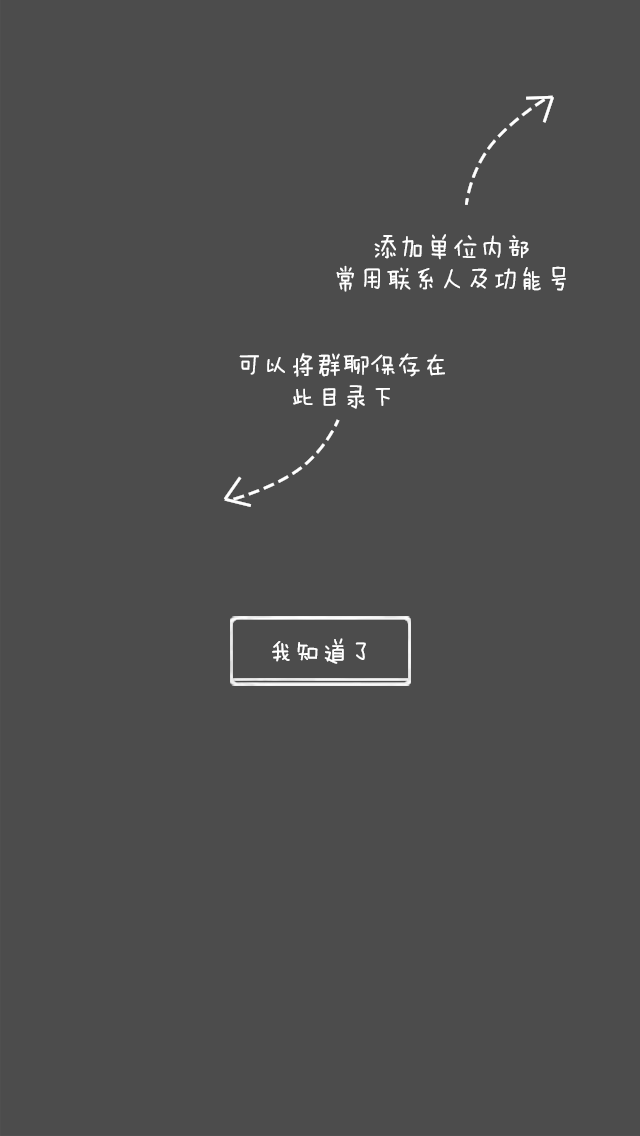 添加单位内部
常用联系人及功能号
可以将群聊保存在
此目录下
我知道了